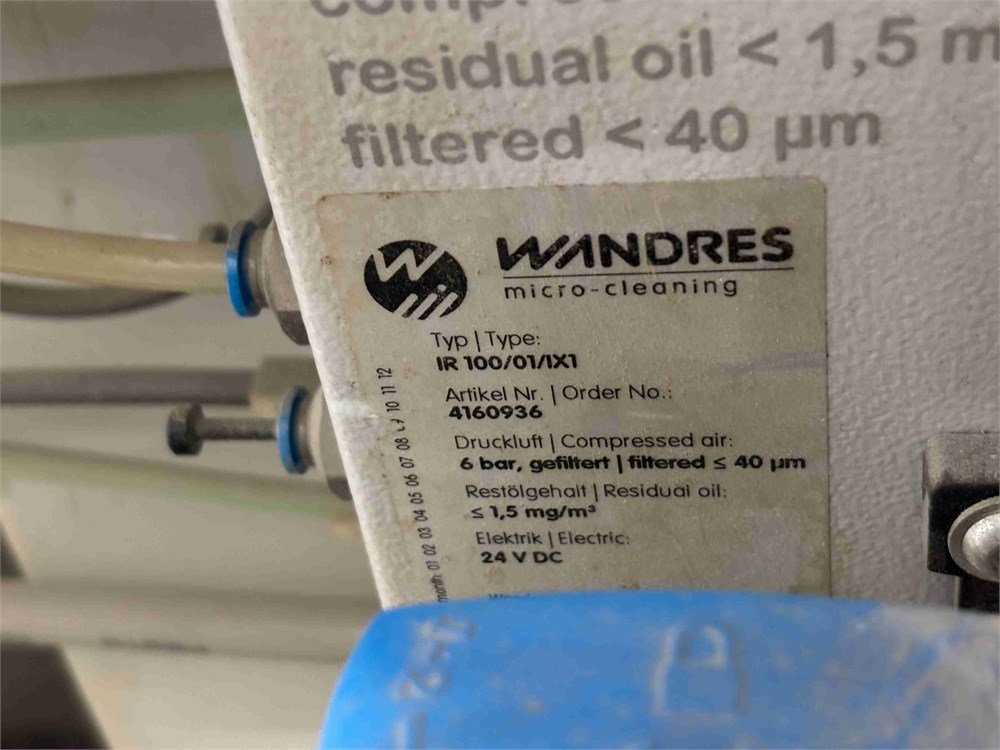 residual oil < 1,5
filtered < 40 µm
WANDRES
micro-cleaning
Typ | Type:
IR 100/01/IX1
Artikel Nr. | Order No.:
4160936
Druckluft | Compressed air:
6 bar, gefiltert | filtered ≤ 40 µm
Restölgehalt | Residual oil:
≤ 1,5 mg/m³
Elektrik | Electric:
24 V DC
month: 01 02 03 04 05 06 07 08 10 11 12